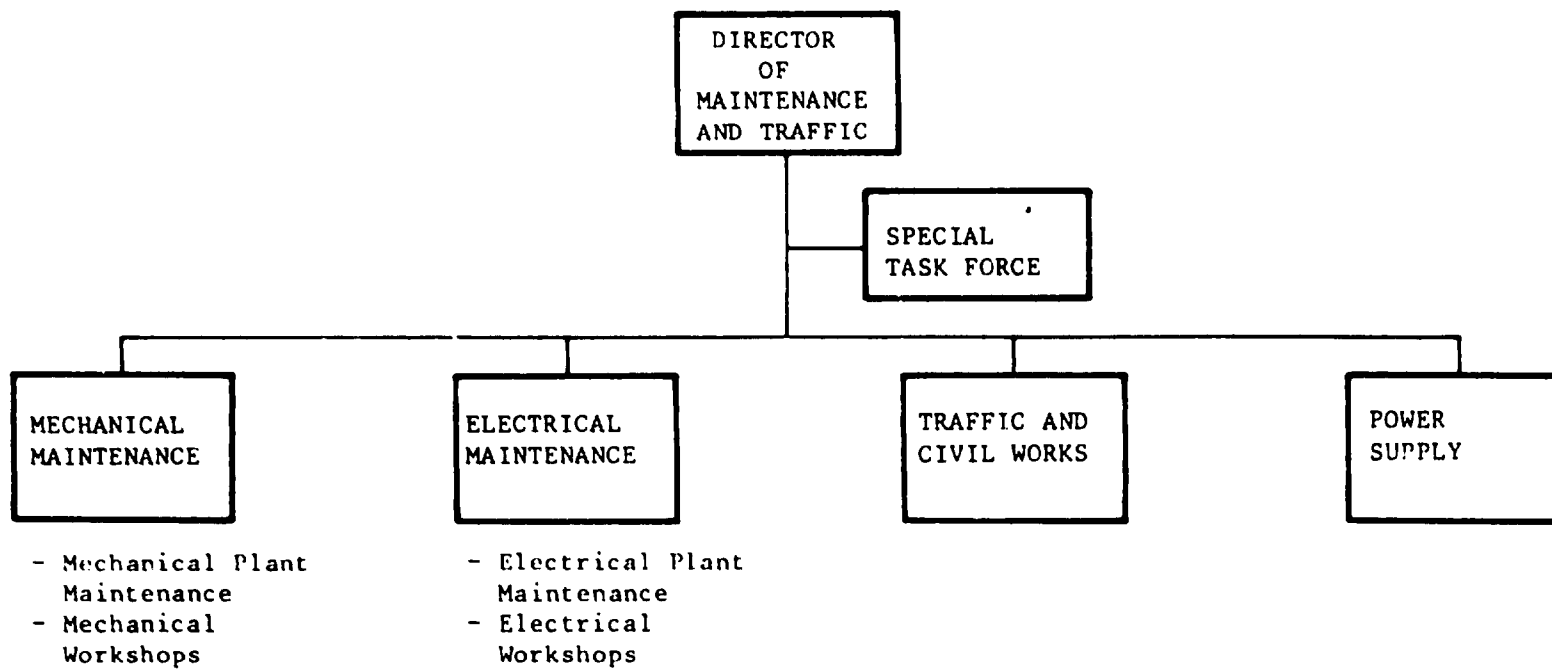 DIRECTOR
OF
MAINTENANCE
AND TRAFFIC
SPECIAL
TASK FORCE
MECHANICAL
MAINTENANCE
ELECTRICAL
MAINTENANCE
TRAFFIC AND
CIVIL WORKS
POWER
SUPPLY
- Mechanical Plant
Maintenance
- Mechanical
Workshops
- Electrical Plant
Maintenance
- Electrical
Workshops